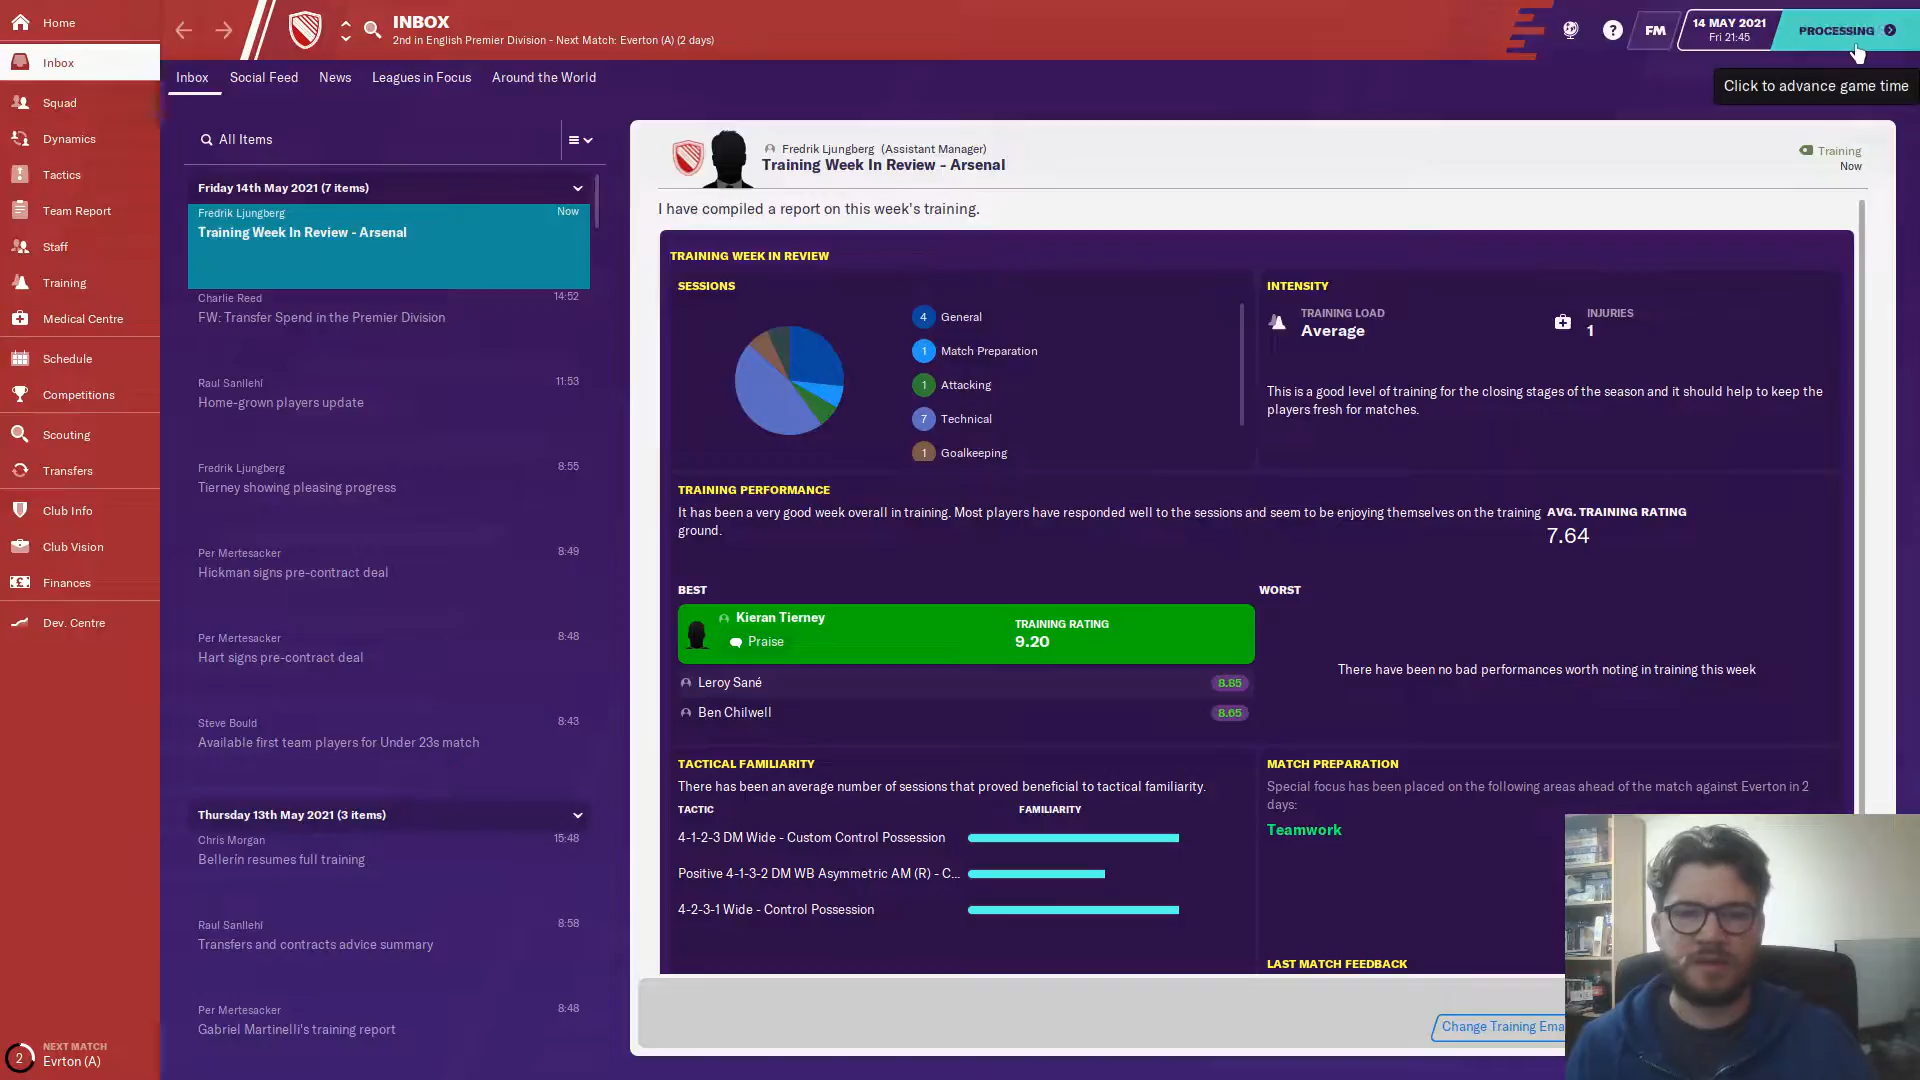 Home
INBOX
2nd in English Premier Division - Next Match: Everton (A) (2 days)
FM
14 MAY 2021
Fri 21:45
PROCESSING
Click to advance game time
Inbox
Squad
Dynamics
Tactics
Team Report
Staff
Training
Medical Centre
Schedule
Competitions
Scouting
Transfers
Club Info
Club Vision
Finances
Dev. Centre
2
NEXT MATCH
Evrton (A)
Inbox
Social Feed
News
Leagues in Focus
Around the World
All Items
Friday 14th May 2021 (7 items)
Fredrik Ljungberg Now
Training Week In Review - Arsenal
Charlie Reed 14:52
FW: Transfer Spend in the Premier Division
Raul Sanllehí 11:53
Home-grown players update
Fredrik Ljungberg 8:55
Tierney showing pleasing progress
Per Mertesacker 8:49
Hickman signs pre-contract deal
Per Mertesacker 8:48
Hart signs pre-contract deal
Steve Bould 8:43
Available first team players for Under 23s match
Thursday 13th May 2021 (3 items)
Chris Morgan 15:48
Bellerín resumes full training
Raul Sanllehí 8:58
Transfers and contracts advice summary
Per Mertesacker 8:48
Gabriel Martinelli's training report
Fredrik Ljungberg (Assistant Manager)
Training Week In Review - Arsenal
Training
Now
I have compiled a report on this week's training.
TRAINING WEEK IN REVIEW
SESSIONS
4 General
1 Match Preparation
1 Attacking
7 Technical
1 Goalkeeping
INTENSITY
TRAINING LOAD
Average
INJURIES
1
This is a good level of training for the closing stages of the season and it should help to keep the
players fresh for matches.
TRAINING PERFORMANCE
It has been a very good week overall in training. Most players have responded well to the sessions and seem to be enjoying themselves on the training
ground.
AVG. TRAINING RATING
7.64
BEST
Kieran Tierney
Praise
TRAINING RATING
9.20
Leroy Sané 8.85
Ben Chilwell 8.65
WORST
There have been no bad performances worth noting in training this week
TACTICAL FAMILIARITY
There has been an average number of sessions that proved beneficial to tactical familiarity.
TACTIC FAMILIARITY
4-1-2-3 DM Wide - Custom Control Possession
Positive 4-1-3-2 DM WB Asymmetric AM (R) - C...
4-2-3-1 Wide - Control Possession
MATCH PREPARATION
Special focus has been placed on the following areas ahead of the match against Everton in 2
days:
Teamwork
LAST MATCH FEEDBACK
Change Training Ema